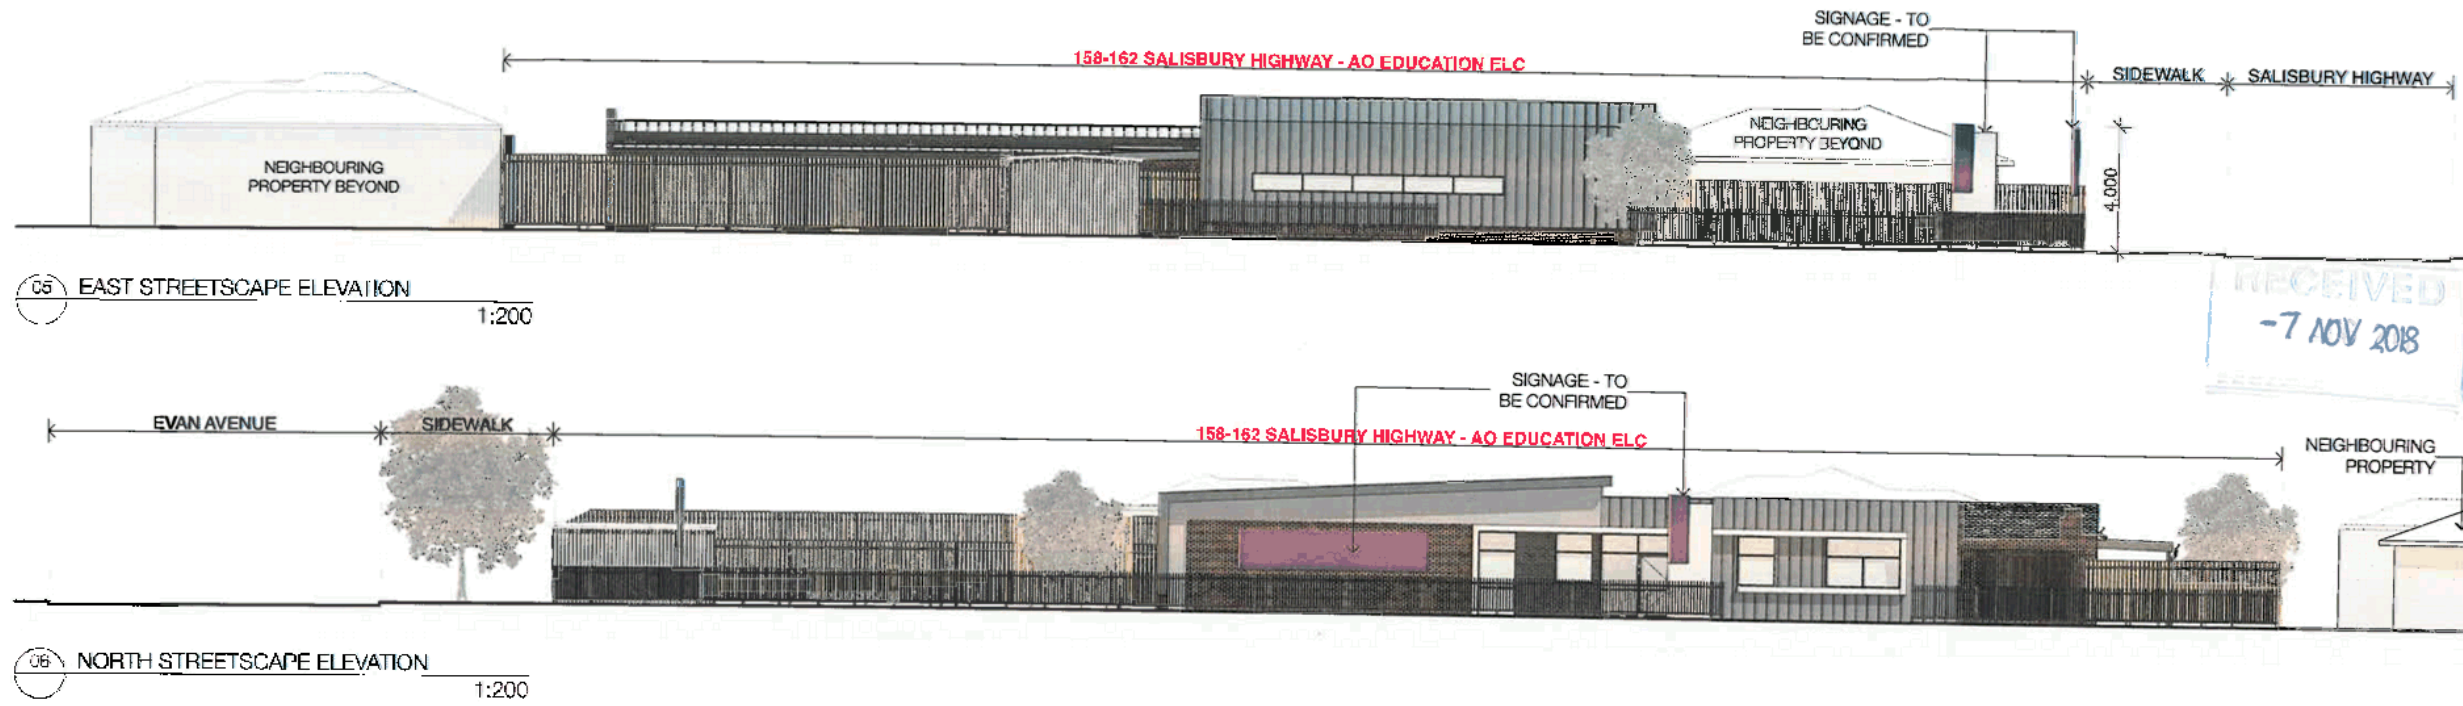 SIGNAGE - TO
BE CONFIRMED
158-162 SALISBURY HIGHWAY - AO EDUCATION ELC
SIDEWALK
SALISBURY HIGHWAY
NEIGHBOURING
PROPERTY BEYOND
NEIGHBOURING
PROPERTY BEYOND
4,000
05 EAST STREETSCAPE ELEVATION
1:200
RECEIVED
-7 NOV 2018
SIGNAGE - TO
BE CONFIRMED
EVAN AVENUE
SIDEWALK
158-162 SALISBURY HIGHWAY - AO EDUCATION ELC
NEIGHBOURING
PROPERTY
06 NORTH STREETSCAPE ELEVATION
1:200